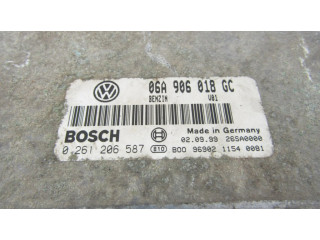 06A 906 018 GC
BENZIN V01
BOSCH
Made in Germany
02.09.99 26SA0000
0 261 206 587 B00 96902 1154 0081